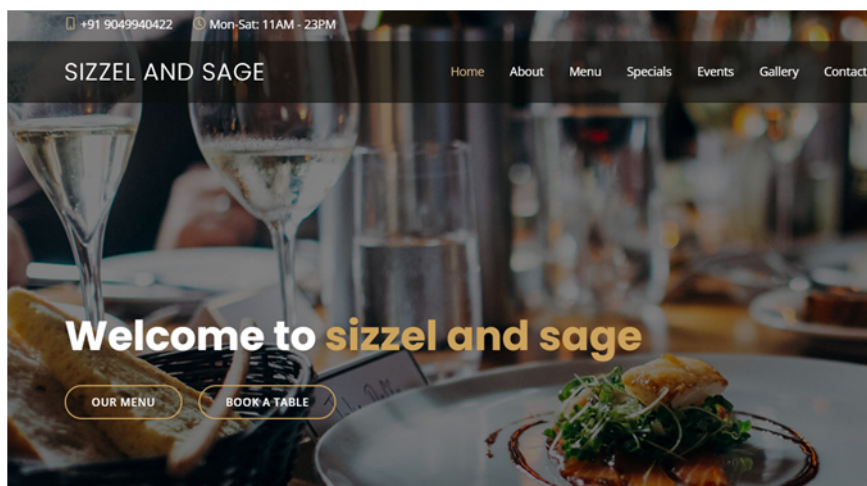 +91 9049940422 Mon-Sat: 11AM - 23PM
SIZZEL AND SAGE Home About Menu Specials Events Gallery Contact
Welcome to sizzel and sage
OUR MENU BOOK A TABLE